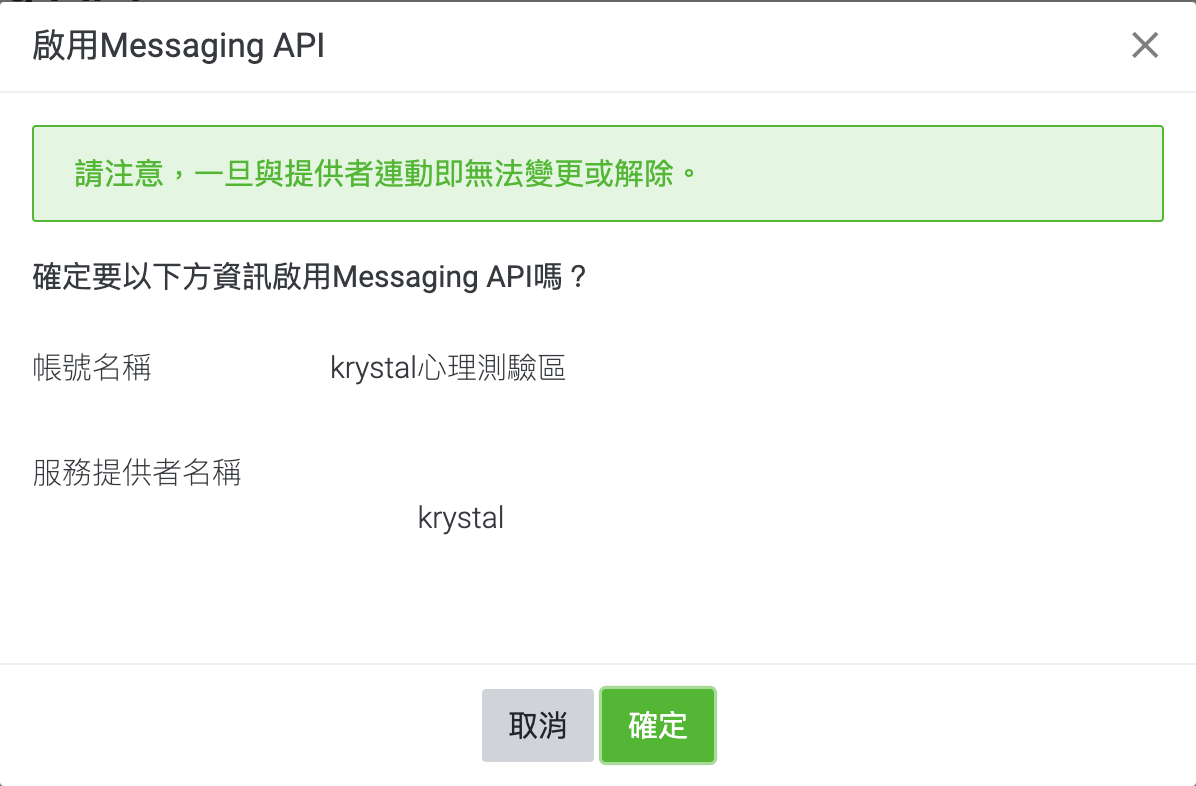 啟用Messaging API
請注意，一旦與提供者連動即無法變更或解除。
確定要以下方資訊啟用Messaging API嗎？
帳號名稱 krystal心理測驗區
服務提供者名稱
krystal
取消 確定